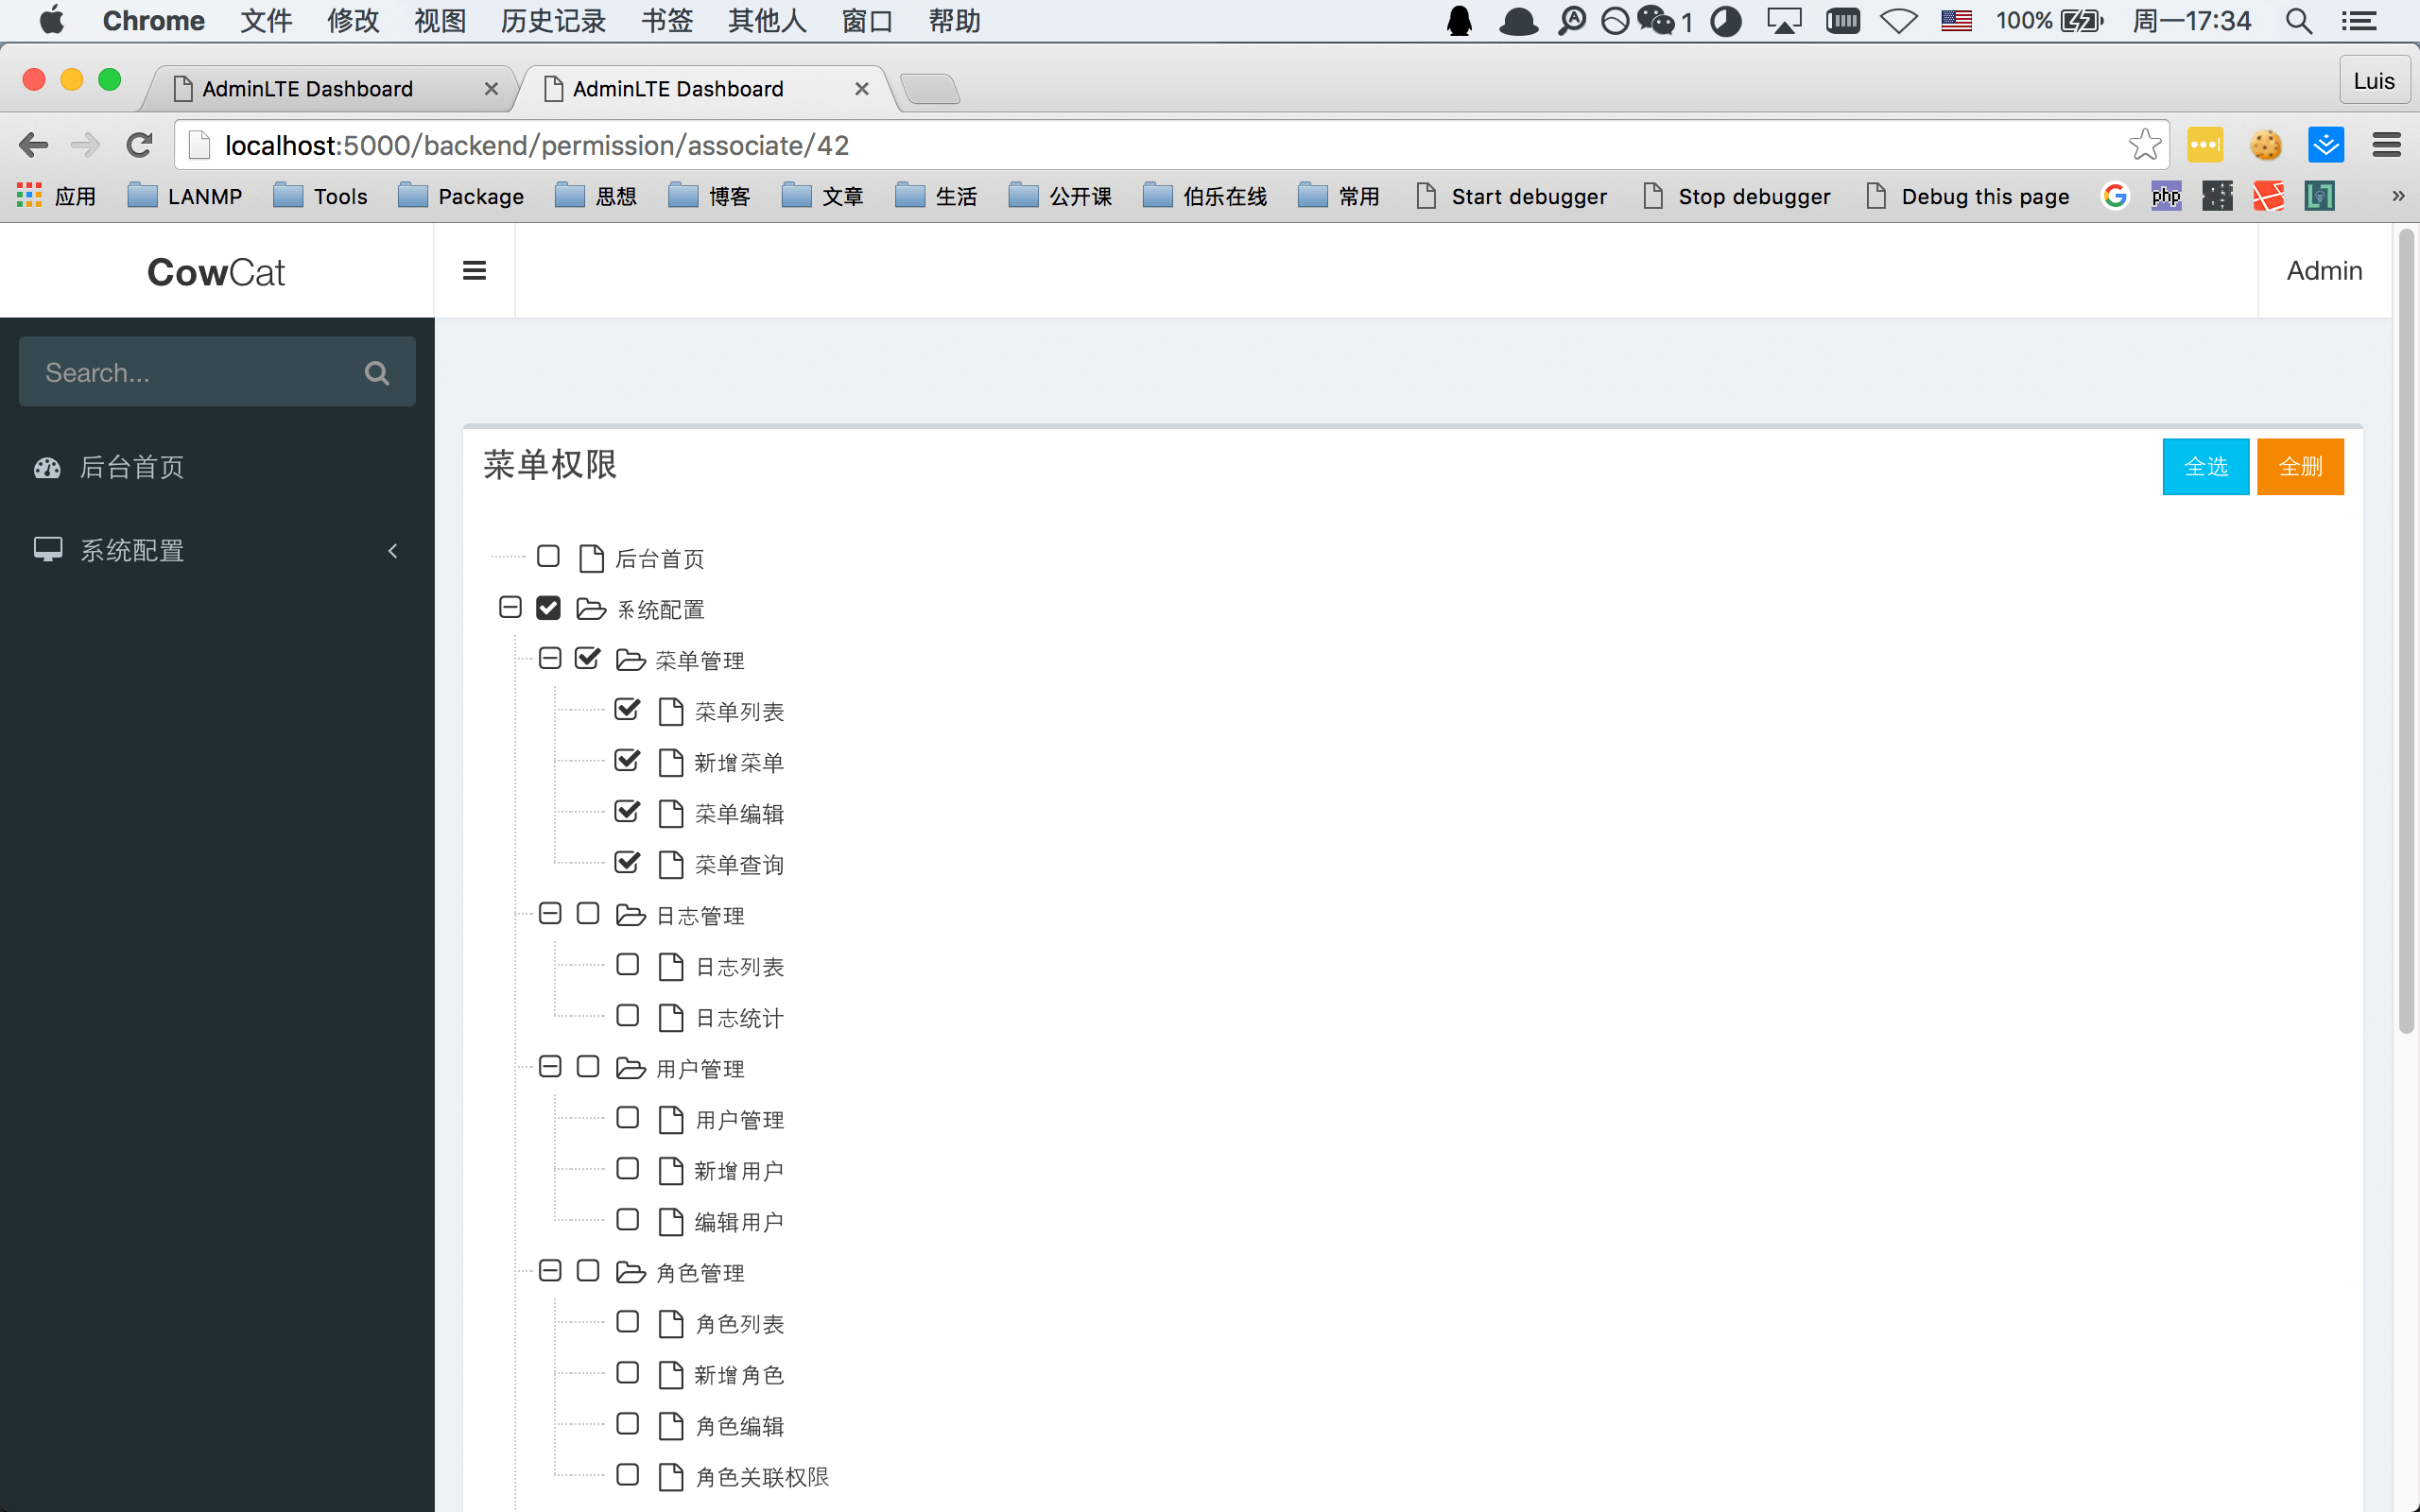 Chrome 文件 修改 视图 历史记录 书签 其他人 窗口 帮助 1 100% 周一17:34
AdminLTE Dashboard AdminLTE Dashboard Luis
localhost:5000/backend/permission/associate/42
应用 LANMP Tools Package 思想 博客 文章 生活 公开课 伯乐在线 常用 Start debugger Stop debugger Debug this page php »
CowCat Admin
Search...
后台首页
系统配置
菜单权限 全选 全删
后台首页
系统配置
菜单管理
菜单列表
新增菜单
菜单编辑
菜单查询
日志管理
日志列表
日志统计
用户管理
用户管理
新增用户
编辑用户
角色管理
角色列表
新增角色
角色编辑
角色关联权限